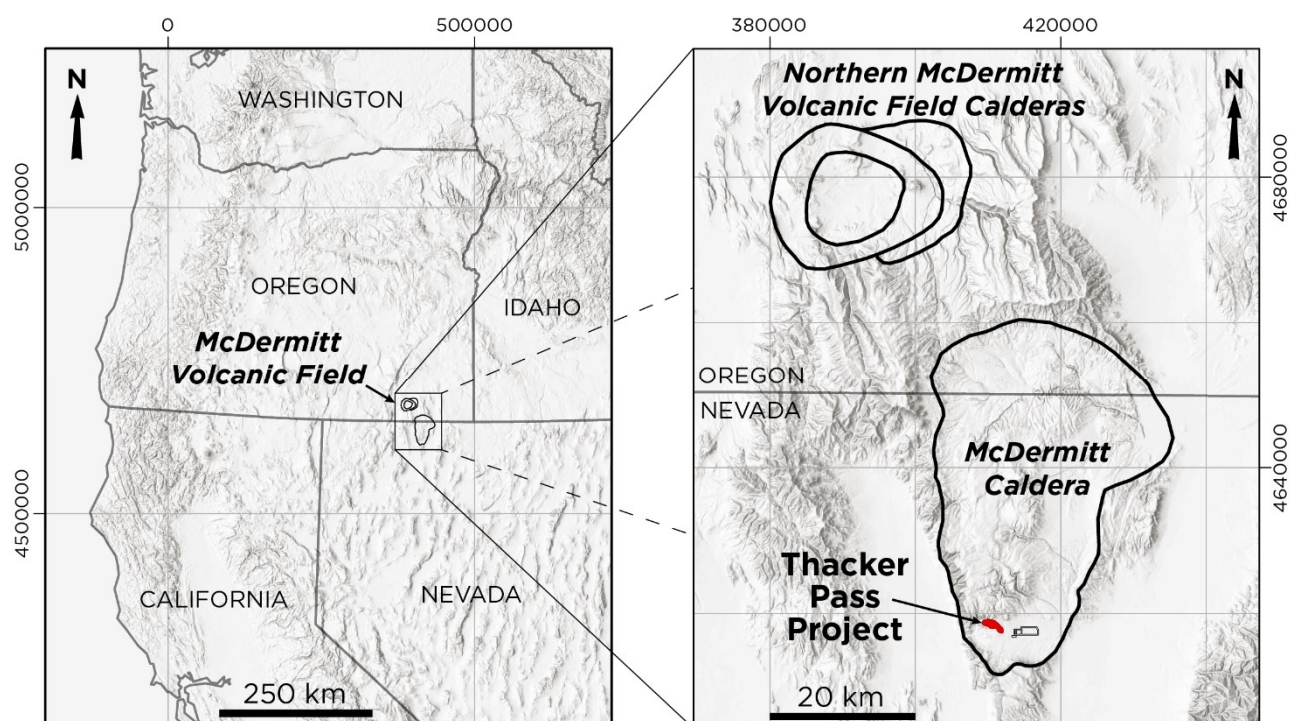 0
500000
380000
420000
N
WASHINGTON
5000000
OREGON
IDAHO
McDermitt
Volcanic Field
4500000
CALIFORNIA
NEVADA
250 km
Northern McDermitt
Volcanic Field Calderas
N
4680000
OREGON
NEVADA
McDermitt
Caldera
4640000
Thacker
Pass
Project
20 km